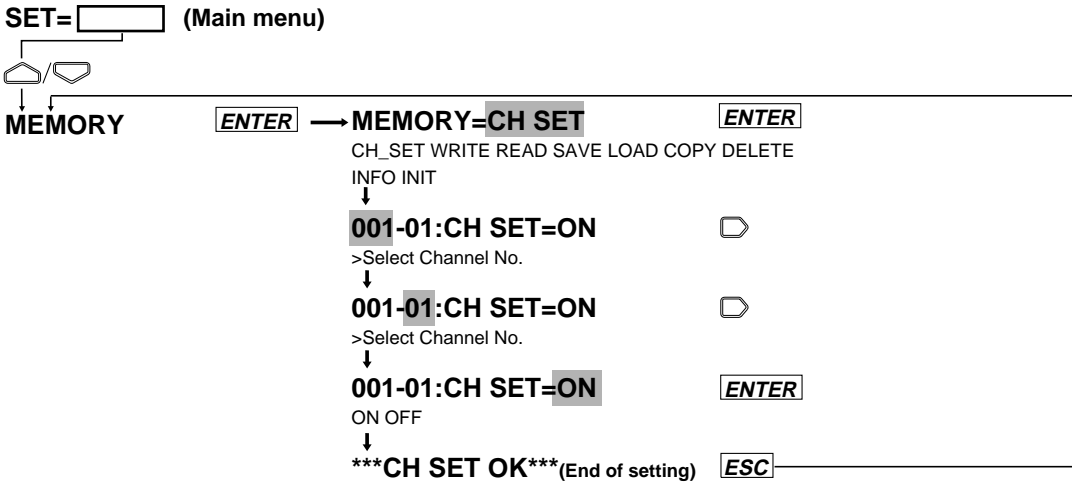 SET= (Main menu)
/
MEMORY ENTER MEMORY=CH SET ENTER
CH_SET WRITE READ SAVE LOAD COPY DELETE
INFO INIT
001-01:CH SET=ON
>Select Channel No.
001-01:CH SET=ON
>Select Channel No.
001-01:CH SET=ON ENTER
ON OFF
***CH SET OK***(End of setting) ESC